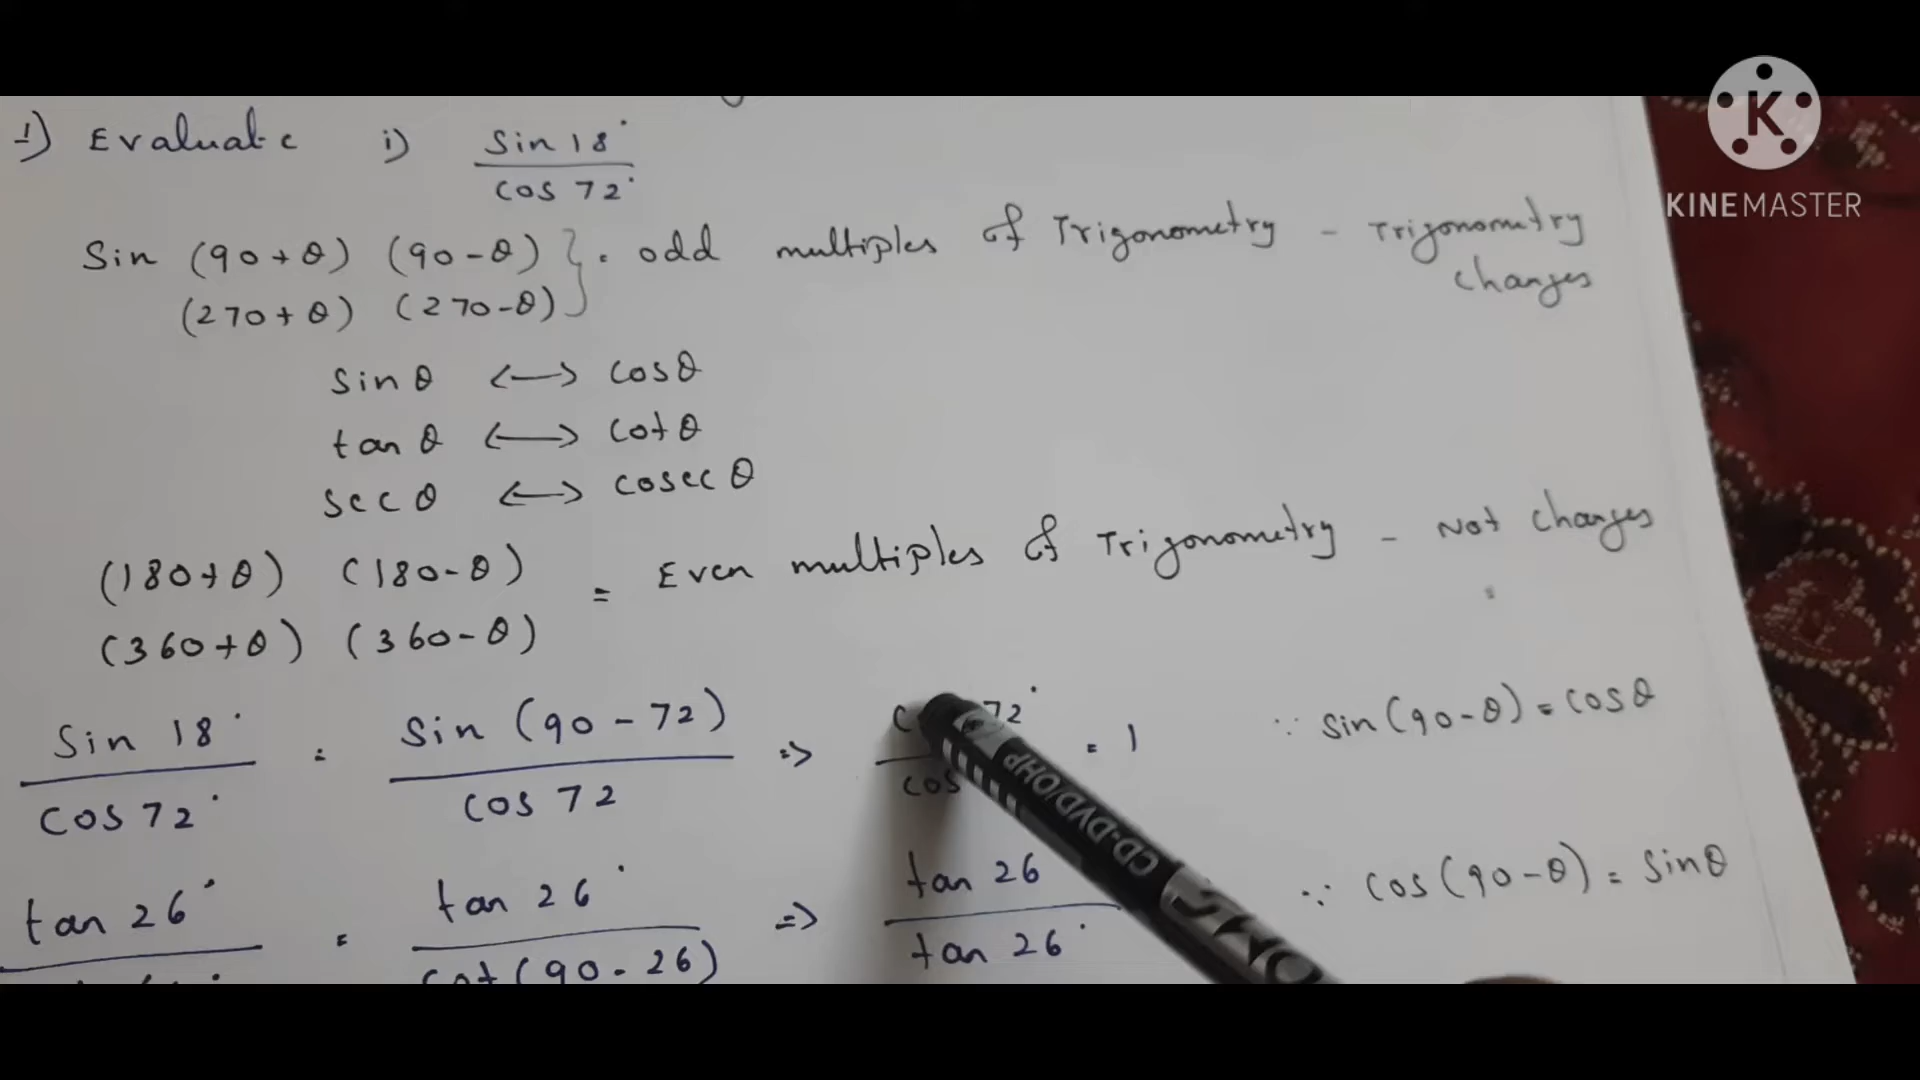 1) Evaluate i) sin 18° / cos 72°
Sin (90+θ) (90-θ) } . odd multiples of Trigonometry - Trigonometry changes
(270+θ) (270-θ)
sin θ <-> cos θ
tan θ <-> cot θ
sec θ <-> cosec θ
(180+θ) (180-θ) = Even multiples of Trigonometry - Not changes
(360+θ) (360-θ)
Sin 18° / Cos 72° = Sin (90-72) / cos 72 => 72° / cos = 1 ∵ sin(90-θ) = cos θ
tan 26° = tan 26° / cot (90-26) => tan 26 / tan 26° ∵ cos(90-θ) = sin θ
CD-DVD/OHP
K
KINEMASTER